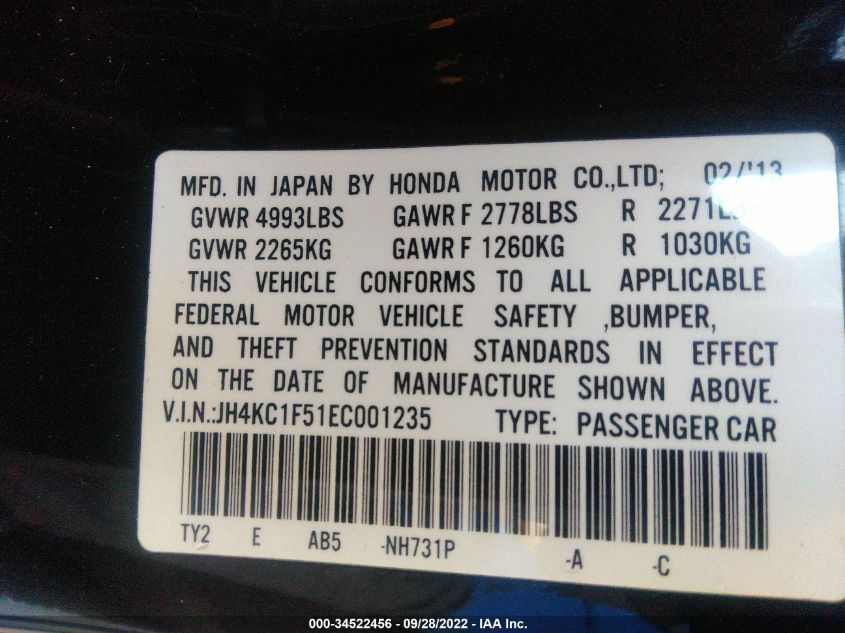 MFD. IN JAPAN BY HONDA MOTOR CO.,LTD; 02/'13
GVWR 4993LBS GAWR F 2778LBS R 2271LBS
GVWR 2265KG GAWR F 1260KG R 1030KG
THIS VEHICLE CONFORMS TO ALL APPLICABLE
FEDERAL MOTOR VEHICLE SAFETY ,BUMPER,
AND THEFT PREVENTION STANDARDS IN EFFECT
ON THE DATE OF MANUFACTURE SHOWN ABOVE.
V.I.N.:JH4KC1F51EC001235 TYPE: PASSENGER CAR
TY2 E AB5 -NH731P -A -C
000-34522456 - 09/28/2022 - IAA Inc.